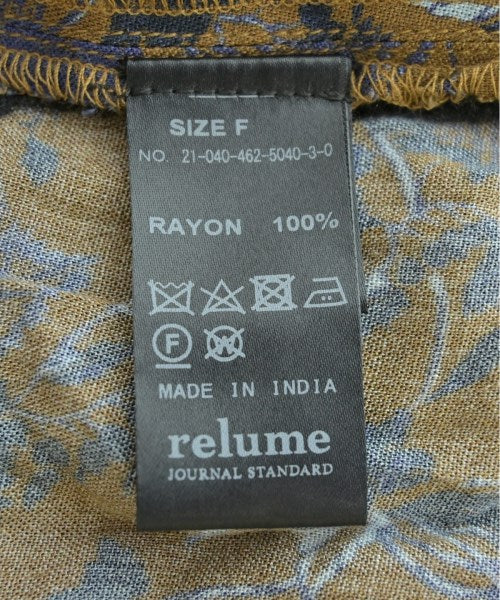 SIZE F
NO. 21-040-462-5040-3-0
RAYON 100%
F W
MADE IN INDIA
relume
JOURNAL STANDARD